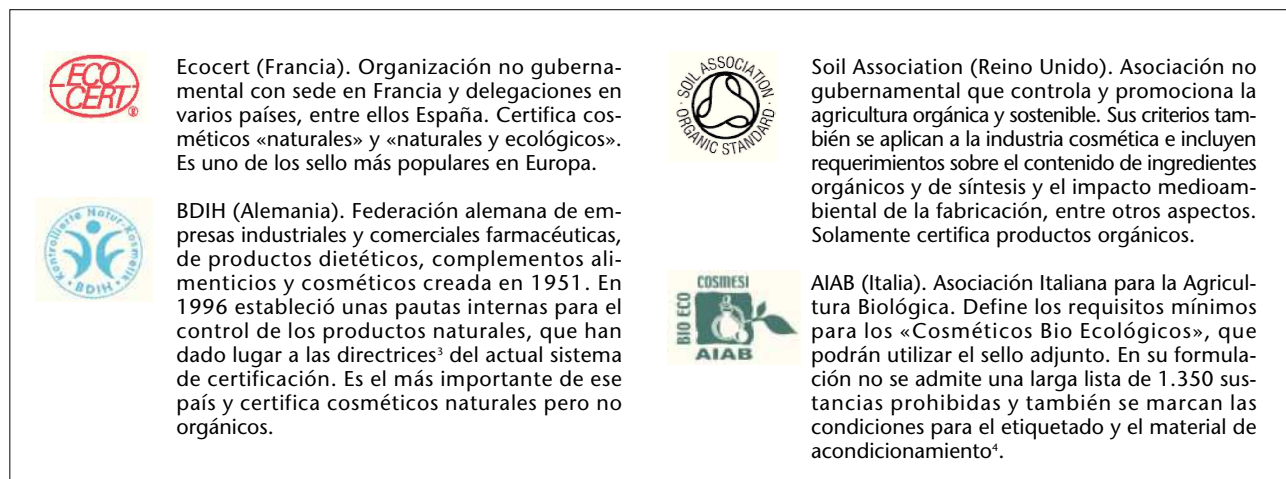 ECO
CERT
®
Ecocert (Francia). Organización no guberna-
mental con sede en Francia y delegaciones en
varios países, entre ellos España. Certifica cos-
méticos «naturales» y «naturales y ecológicos».
Es uno de los sello más populares en Europa.
Kontrollierte Natur-Kosmetik
· BDIH ·
BDIH (Alemania). Federación alemana de em-
presas industriales y comerciales farmacéuticas,
de productos dietéticos, complementos ali-
menticios y cosméticos creada en 1951. En
1996 estableció unas pautas internas para el
control de los productos naturales, que han
dado lugar a las directrices³ del actual sistema
de certificación. Es el más importante de ese
país y certifica cosméticos naturales pero no
orgánicos.
· SOIL ASSOCIATION ·
ORGANIC STANDARD
Soil Association (Reino Unido). Asociación no
gubernamental que controla y promociona la
agricultura orgánica y sostenible. Sus criterios tam-
bién se aplican a la industria cosmética e incluyen
requerimientos sobre el contenido de ingredientes
orgánicos y de síntesis y el impacto medioam-
biental de la fabricación, entre otros aspectos.
Solamente certifica productos orgánicos.
COSMESI
BIO ECO
AIAB
AIAB (Italia). Asociación Italiana para la Agricul-
tura Biológica. Define los requisitos mínimos
para los «Cosméticos Bio Ecológicos», que
podrán utilizar el sello adjunto. En su formula-
ción no se admite una larga lista de 1.350 sus-
tancias prohibidas y también se marcan las
condiciones para el etiquetado y el material de
acondicionamiento⁴.